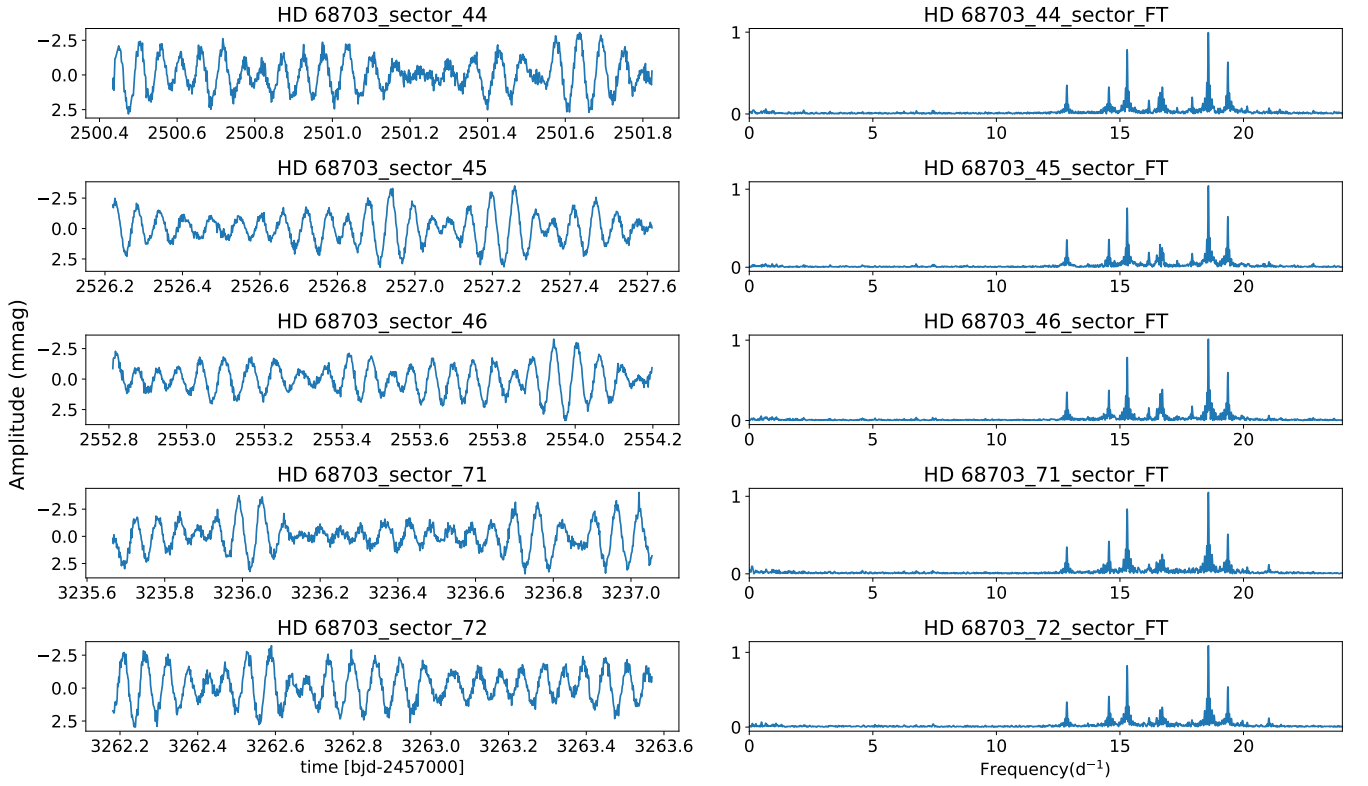 HD 68703_sector_44
HD 68703_44_sector_FT
−2.5
0.0
2.5
2500.4 2500.6 2500.8 2501.0 2501.2 2501.4 2501.6 2501.8
1
0
0 5 10 15 20
HD 68703_sector_45
HD 68703_45_sector_FT
−2.5
0.0
2.5
2526.2 2526.4 2526.6 2526.8 2527.0 2527.2 2527.4 2527.6
1
0
0 5 10 15 20
HD 68703_sector_46
HD 68703_46_sector_FT
−2.5
0.0
2.5
2552.8 2553.0 2553.2 2553.4 2553.6 2553.8 2554.0 2554.2
1
0
0 5 10 15 20
HD 68703_sector_71
HD 68703_71_sector_FT
−2.5
0.0
2.5
3235.6 3235.8 3236.0 3236.2 3236.4 3236.6 3236.8 3237.0
1
0
0 5 10 15 20
HD 68703_sector_72
HD 68703_72_sector_FT
−2.5
0.0
2.5
3262.2 3262.4 3262.6 3262.8 3263.0 3263.2 3263.4 3263.6
1
0
0 5 10 15 20
Amplitude (mmag)
time [bjd-2457000]
Frequency(d⁻¹)